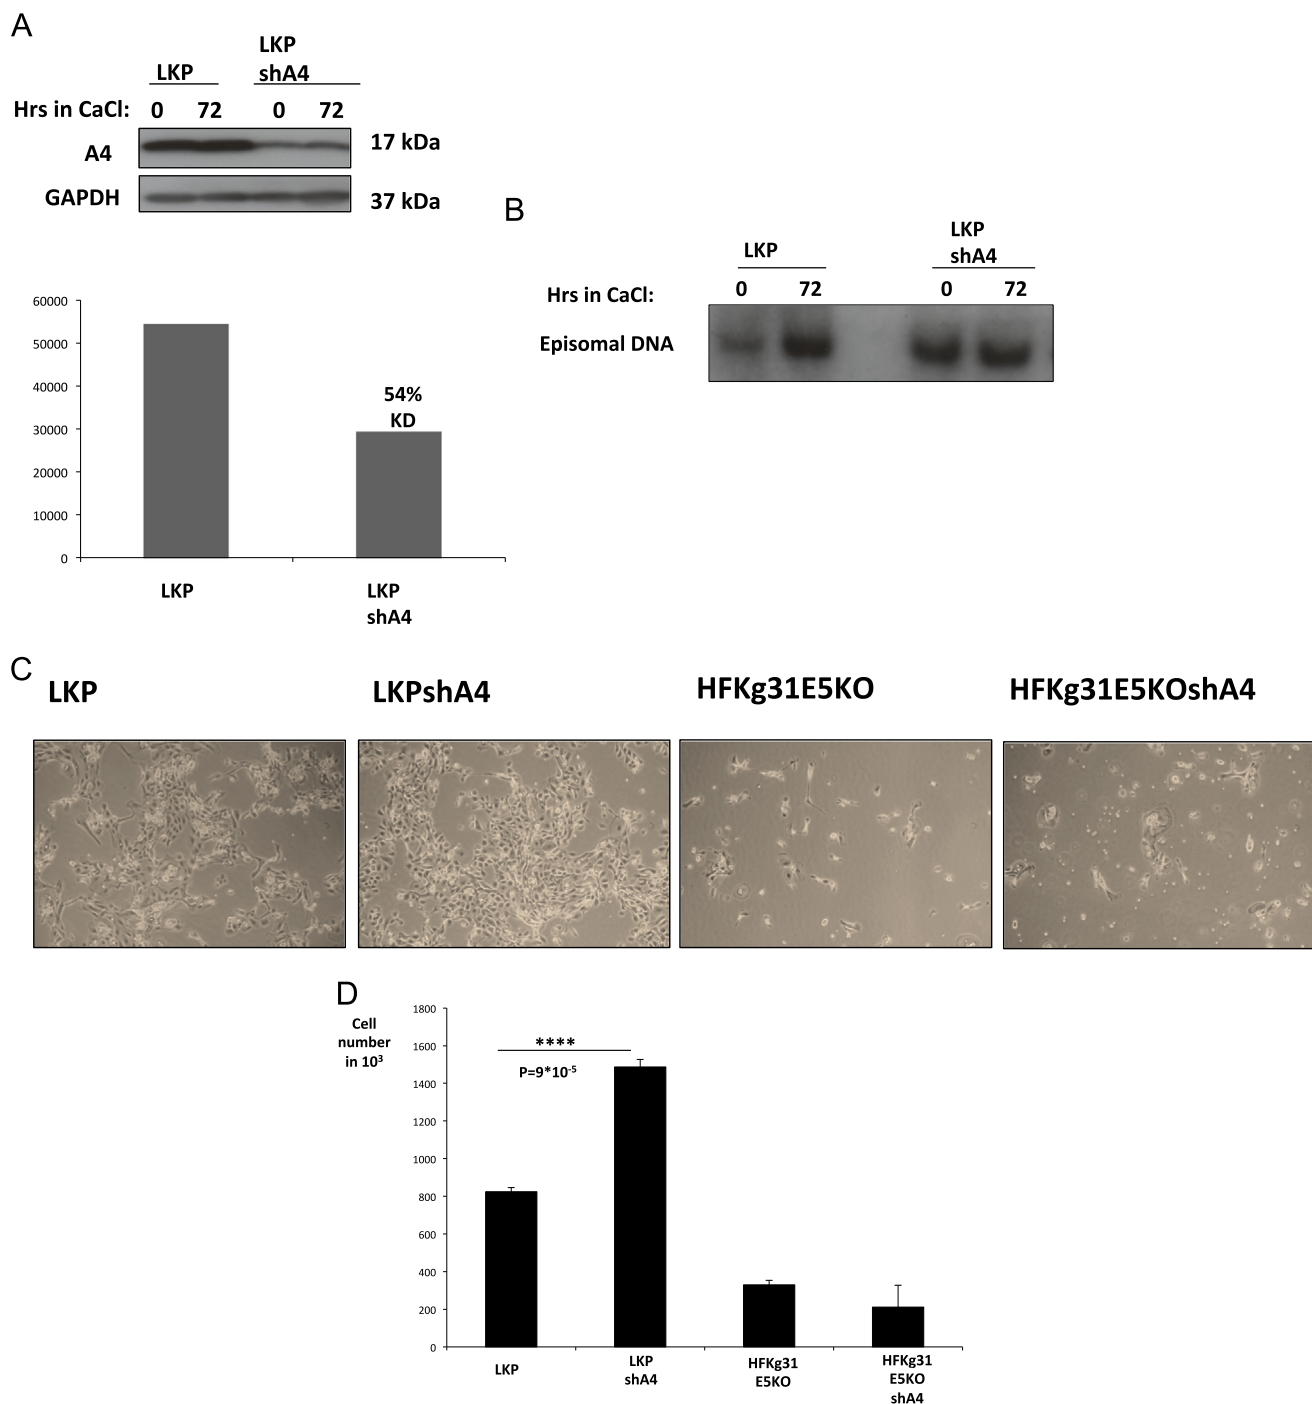 A
LKP
LKP
shA4
Hrs in CaCl: 0 72 0 72
A4
17 kDa
GAPDH
37 kDa
60000
50000
40000
30000
20000
10000
0
54%
KD
LKP
LKP
shA4
B
LKP
LKP
shA4
Hrs in CaCl:
0 72 0 72
Episomal DNA
C
LKP
LKPshA4
HFKg31E5KO
HFKg31E5KOshA4
D
Cell
number
in 10³
1800
1600
1400
1200
1000
800
600
400
200
0
****
P=9*10⁻⁵
LKP
LKP
shA4
HFKg31
E5KO
HFKg31
E5KO
shA4